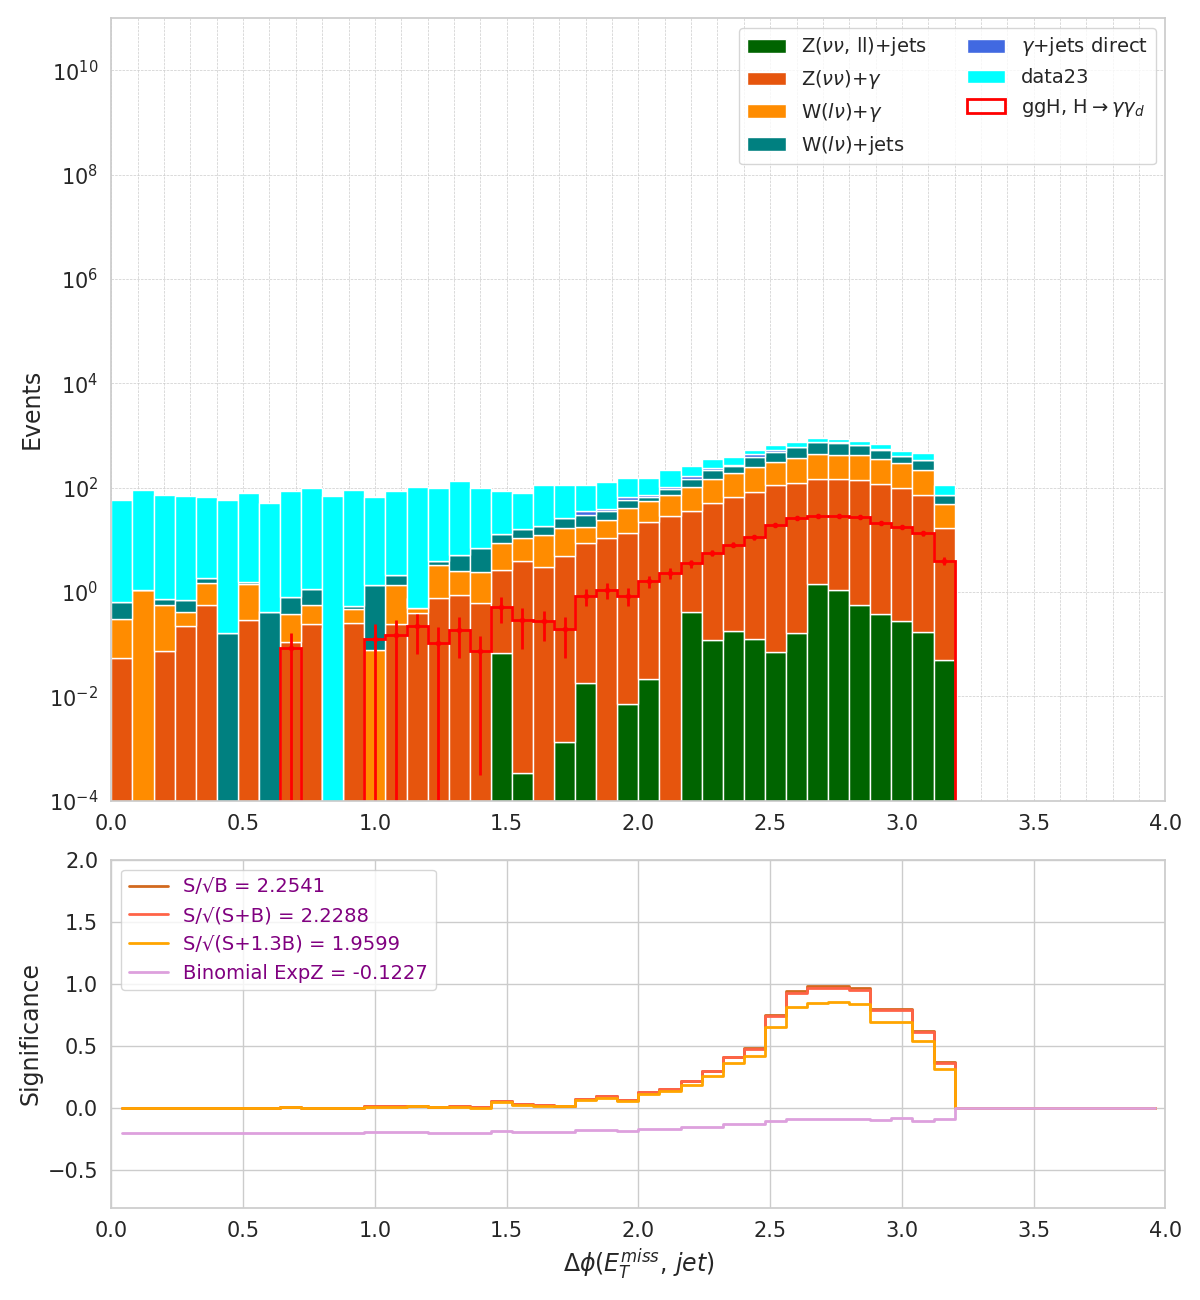 Z(νν, ll)+jets
Z(νν)+γ
W(lν)+γ
W(lν)+jets
γ+jets direct
data23
ggH, H→γγ_d
Events
10^10
10^8
10^6
10^4
10^2
10^0
10^−2
10^−4
0.0 0.5 1.0 1.5 2.0 2.5 3.0 3.5 4.0
S/√B = 2.2541
S/√(S+B) = 2.2288
S/√(S+1.3B) = 1.9599
Binomial ExpZ = -0.1227
Significance
2.0
1.5
1.0
0.5
0.0
−0.5
0.0 0.5 1.0 1.5 2.0 2.5 3.0 3.5 4.0
Δϕ(E_T^miss, jet)